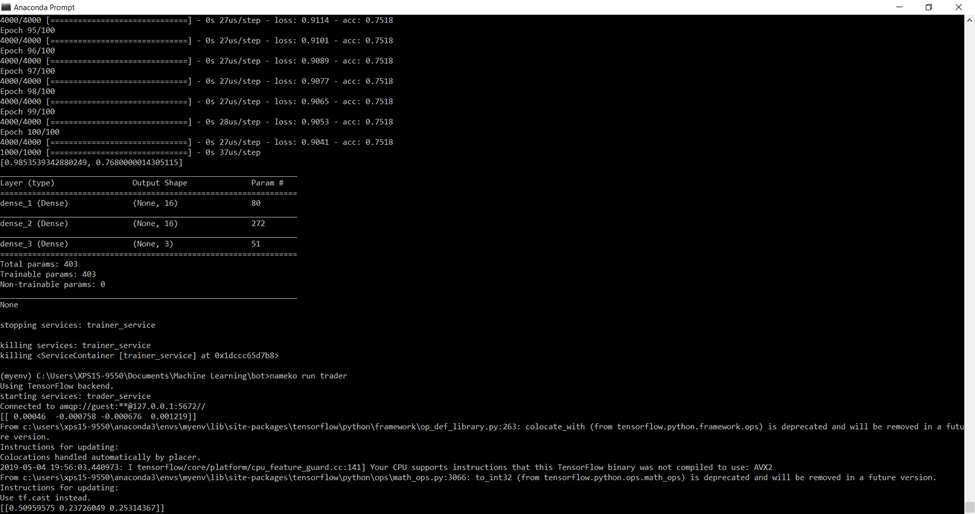 Anaconda Prompt
4000/4000 [==============================] - 0s 27us/step - loss: 0.9114 - acc: 0.7518
Epoch 95/100
4000/4000 [==============================] - 0s 27us/step - loss: 0.9101 - acc: 0.7518
Epoch 96/100
4000/4000 [==============================] - 0s 27us/step - loss: 0.9089 - acc: 0.7518
Epoch 97/100
4000/4000 [==============================] - 0s 27us/step - loss: 0.9077 - acc: 0.7518
Epoch 98/100
4000/4000 [==============================] - 0s 27us/step - loss: 0.9065 - acc: 0.7518
Epoch 99/100
4000/4000 [==============================] - 0s 28us/step - loss: 0.9053 - acc: 0.7518
Epoch 100/100
4000/4000 [==============================] - 0s 27us/step - loss: 0.9041 - acc: 0.7518
1000/1000 [==============================] - 0s 37us/step
[0.9853539342880249, 0.7680000014305115]
_________________________________________________________________
Layer (type)                 Output Shape              Param #
=================================================================
dense_1 (Dense)              (None, 16)                80
_________________________________________________________________
dense_2 (Dense)              (None, 16)                272
_________________________________________________________________
dense_3 (Dense)              (None, 3)                 51
=================================================================
Total params: 403
Trainable params: 403
Non-trainable params: 0
_________________________________________________________________
None
stopping services: trainer_service
killing services: trainer_service
killing <ServiceContainer [trainer_service] at 0x1dccc65d7b8>
(myenv) C:\Users\XPS15-9550\Documents\Machine Learning\bot>nameko run trader
Using TensorFlow backend.
starting services: trader_service
Connected to amqp://guest:**@127.0.0.1:5672//
[[ 0.00046  -0.000758 -0.000676  0.001219]]
From c:\users\xps15-9550\anaconda3\envs\myenv\lib\site-packages\tensorflow\python\framework\op_def_library.py:263: colocate_with (from tensorflow.python.framework.ops) is deprecated and will be removed in a futu
re version.
Instructions for updating:
Colocations handled automatically by placer.
2019-05-04 19:56:03.440973: I tensorflow/core/platform/cpu_feature_guard.cc:141] Your CPU supports instructions that this TensorFlow binary was not compiled to use: AVX2
From c:\users\xps15-9550\anaconda3\envs\myenv\lib\site-packages\tensorflow\python\ops\math_ops.py:3066: to_int32 (from tensorflow.python.ops.math_ops) is deprecated and will be removed in a future version.
Instructions for updating:
Use tf.cast instead.
[[0.50959575 0.23726049 0.25314367]]